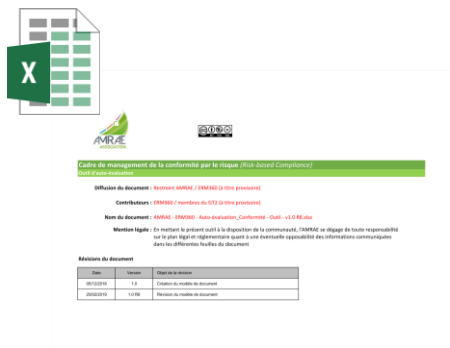 X
AMRAE
ASSOCIATION
Cadre de management de la conformité par le risque (Risk-based Compliance)
Outil d'auto-évaluation
Diffusion du document : Restreint AMRAE / ERM360 (à titre provisoire)
Contributeurs : ERM360 / membres du GT2 (à titre provisoire)
Nom du document : AMRAE - ERM360 - Auto-évaluation_Conformité - Outil - v1.0 R6.xlsx
Mention légale : En mettant le présent outil à la disposition de la communauté, l'AMRAE se dégage de toute responsabilité
sur le plan légal et réglementaire quant à une éventuelle opposabilité des informations communiquées
dans les différentes feuilles du document
Révisions du document
Date Version Objet de la révision
05/12/2018 1.0 Création du modèle de document
25/02/2019 1.0 R6 Révision du modèle de document